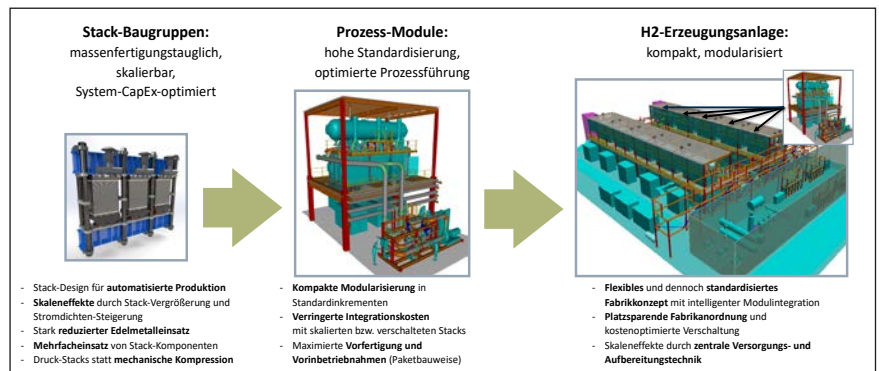 Stack-Baugruppen:
massenfertigungstauglich,
skalierbar,
System-CapEx-optimiert
Prozess-Module:
hohe Standardisierung,
optimierte Prozessführung
H2-Erzeugungsanlage:
kompakt, modularisiert
- Stack-Design für automatisierte Produktion
- Skaleneffekte durch Stack-Vergrößerung und
Stromdichten-Steigerung
- Stark reduzierter Edelmetalleinsatz
- Mehrfacheinsatz von Stack-Komponenten
- Druck-Stacks statt mechanische Kompression
- Kompakte Modularisierung in
Standardinkrementen
- Verringerte Integrationskosten
mit skalierten bzw. verschalteten Stacks
- Maximierte Vorfertigung und
Vorinbetriebnahmen (Paketbauweise)
- Flexibles und dennoch standardisiertes
Fabrikkonzept mit intelligenter Modulintegration
- Platzsparende Fabrikanordnung und
kostenoptimierte Verschaltung
- Skaleneffekte durch zentrale Versorgungs- und
Aufbereitungstechnik